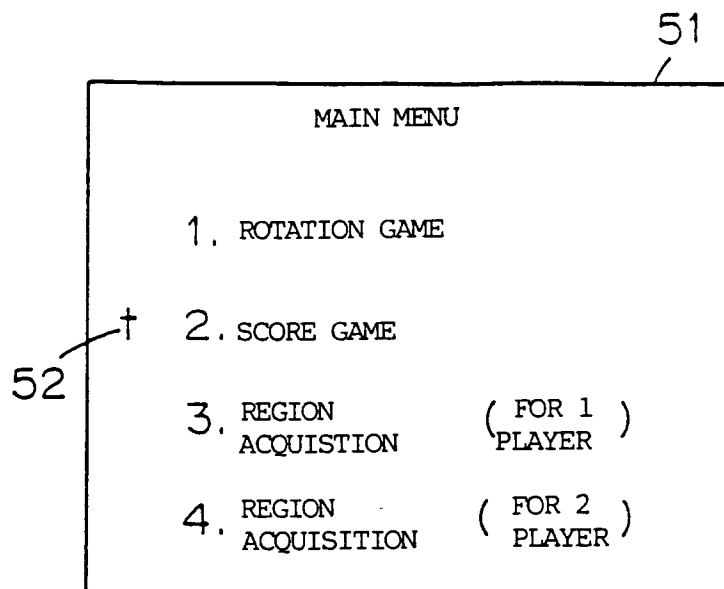 51
MAIN MENU
1. ROTATION GAME
† 2. SCORE GAME
52
3. REGION ( FOR 1 )
ACQUISTION PLAYER
4. REGION ( FOR 2 )
ACQUISITION PLAYER